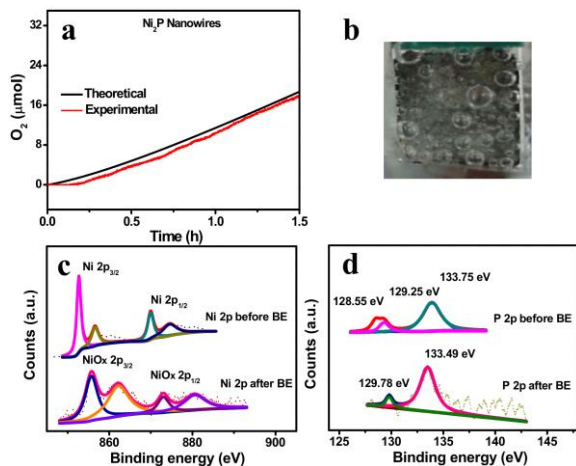 a
Ni₂P Nanowires
Theoretical
Experimental
O₂ (μmol)
32
24
16
8
0
0.0 0.5 1.0 1.5
Time (h)
b
c
Ni 2p₃/₂
Ni 2p₁/₂
Ni 2p before BE
NiOx 2p₃/₂
NiOx 2p₁/₂
Ni 2p after BE
Counts (a.u.)
860 880 900
Binding energy (eV)
d
133.75 eV
129.25 eV
128.55 eV
P 2p before BE
133.49 eV
129.78 eV
P 2p after BE
Counts (a.u.)
125 130 135 140 145
Binding energy (eV)